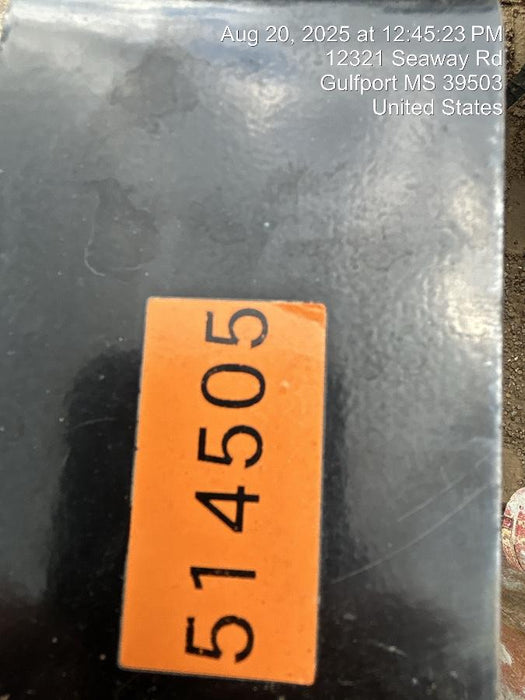 Aug 20, 2025 at 12:45:23 PM
12321 Seaway Rd
Gulfport MS 39503
United States
514505